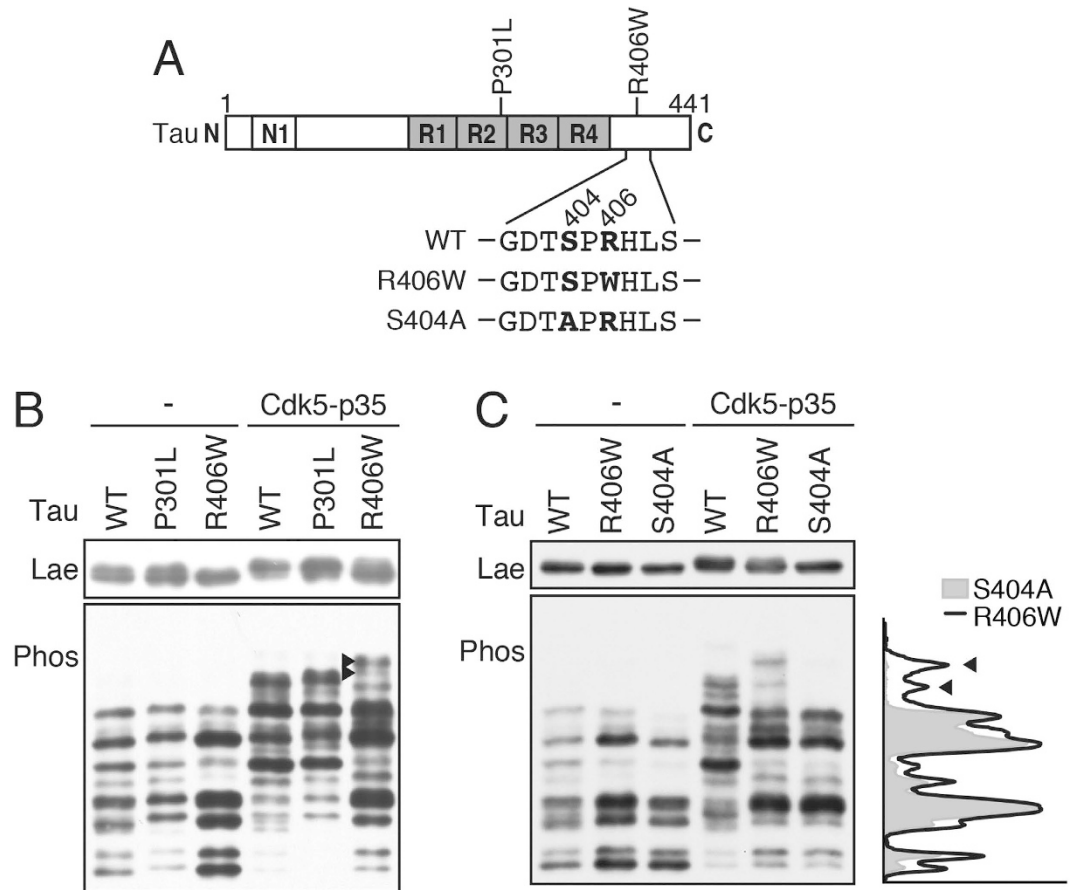 A
P301L
R406W
1
441
Tau N N1 R1 R2 R3 R4 C
404
406
WT –GDTSPRHLS–
R406W –GDTSPWHLS–
S404A –GDTAPRHLS–
B
- Cdk5-p35
Tau WT P301L R406W WT P301L R406W
Lae
Phos
C
- Cdk5-p35
Tau WT R406W S404A WT R406W S404A
Lae
Phos
S404A
R406W